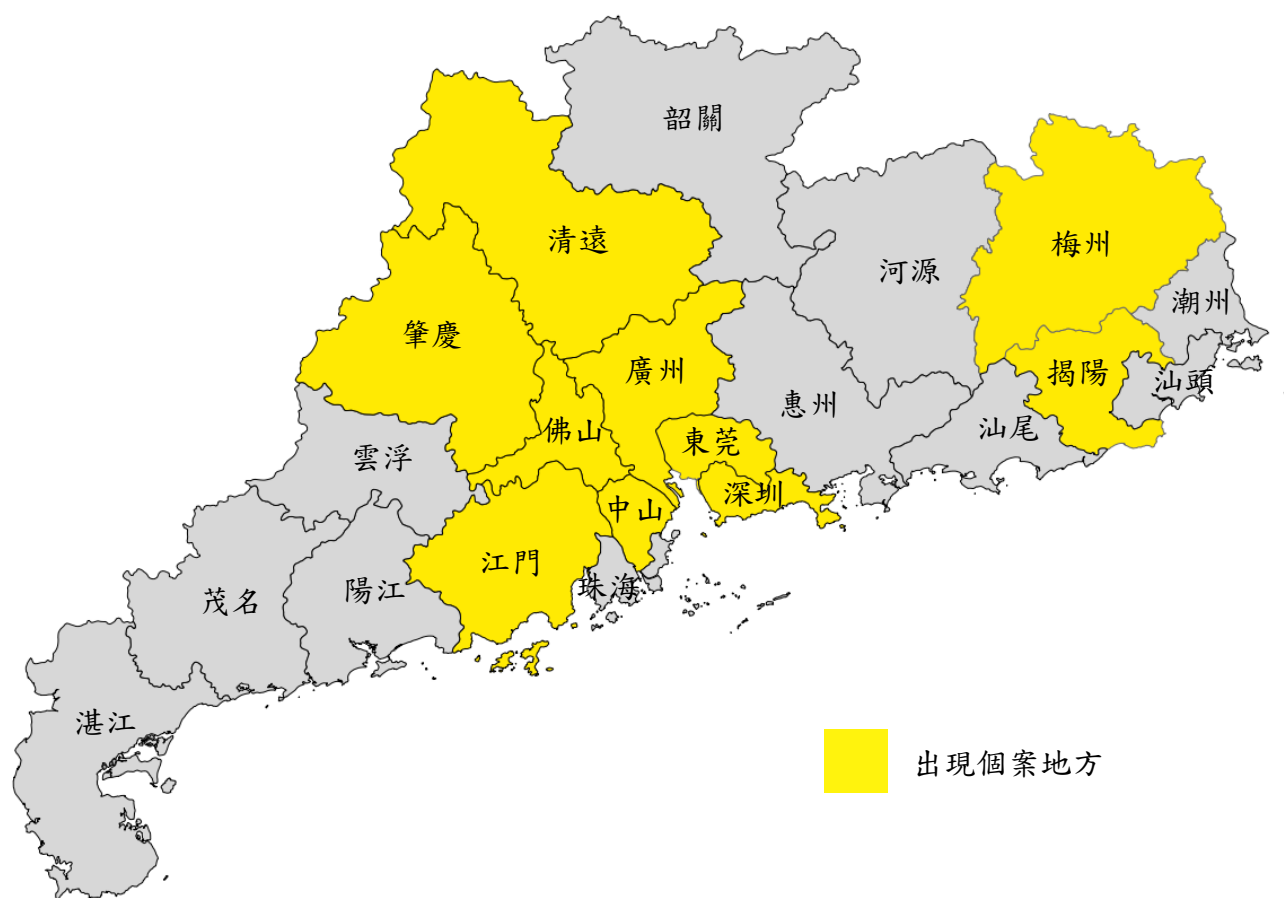 韶關
清遠
梅州
河源
潮州
肇慶
廣州
揭陽
汕頭
惠州
佛山
東莞
汕尾
雲浮
深圳
中山
江門
珠海
陽江
茂名
湛江
出現個案地方